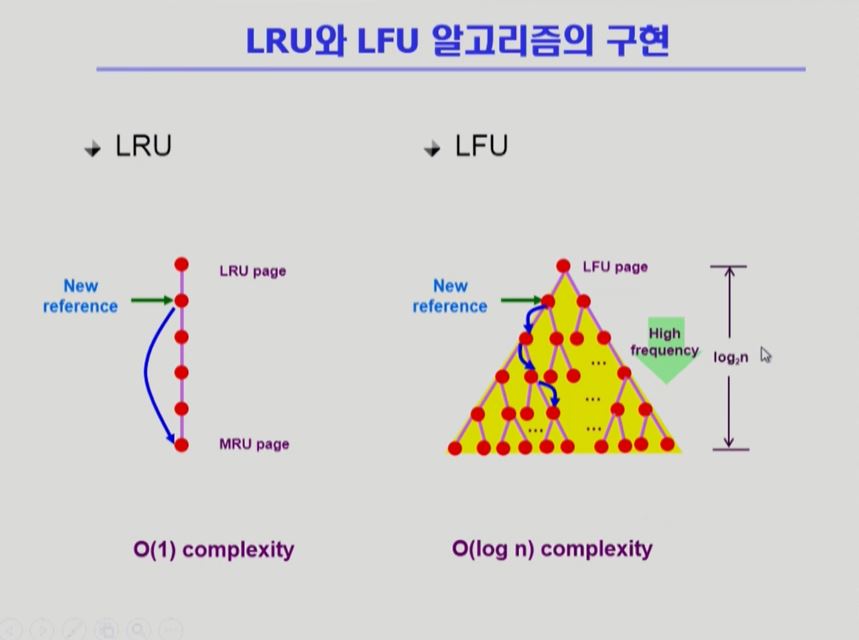 LRU와 LFU 알고리즘의 구현
LRU
LRU page
New
reference
MRU page
O(1) complexity
LFU
LFU page
New
reference
High
frequency
log₂n
...
...
...
...
O(log n) complexity